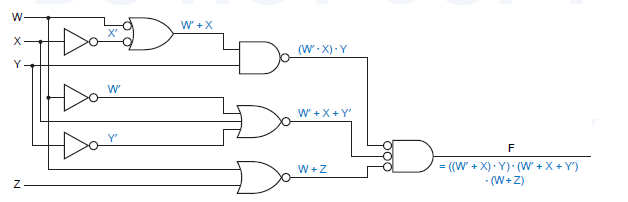 W
X
Y
Z
X'
W' + X
(W' · X) · Y
W'
Y'
W' + X + Y'
W + Z
F
= ((W' + X) · Y) · (W' + X + Y')
· (W + Z)